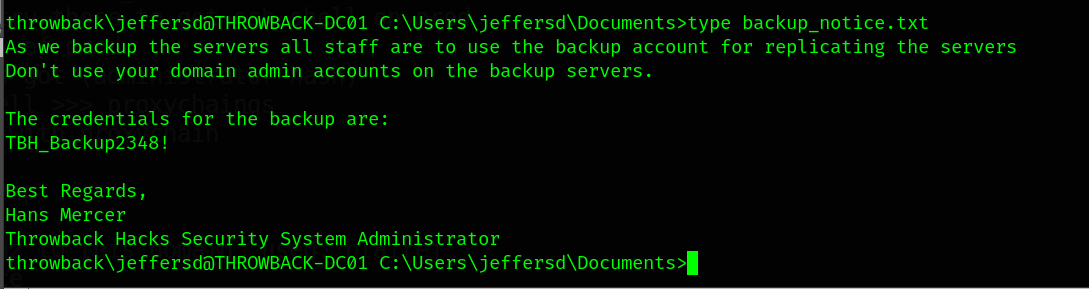 throwback\jeffersd@THROWBACK-DC01 C:\Users\jeffersd\Documents>type backup_notice.txt
As we backup the servers all staff are to use the backup account for replicating the servers
Don't use your domain admin accounts on the backup servers.
The credentials for the backup are:
TBH_Backup2348!
Best Regards,
Hans Mercer
Throwback Hacks Security System Administrator
throwback\jeffersd@THROWBACK-DC01 C:\Users\jeffersd\Documents>